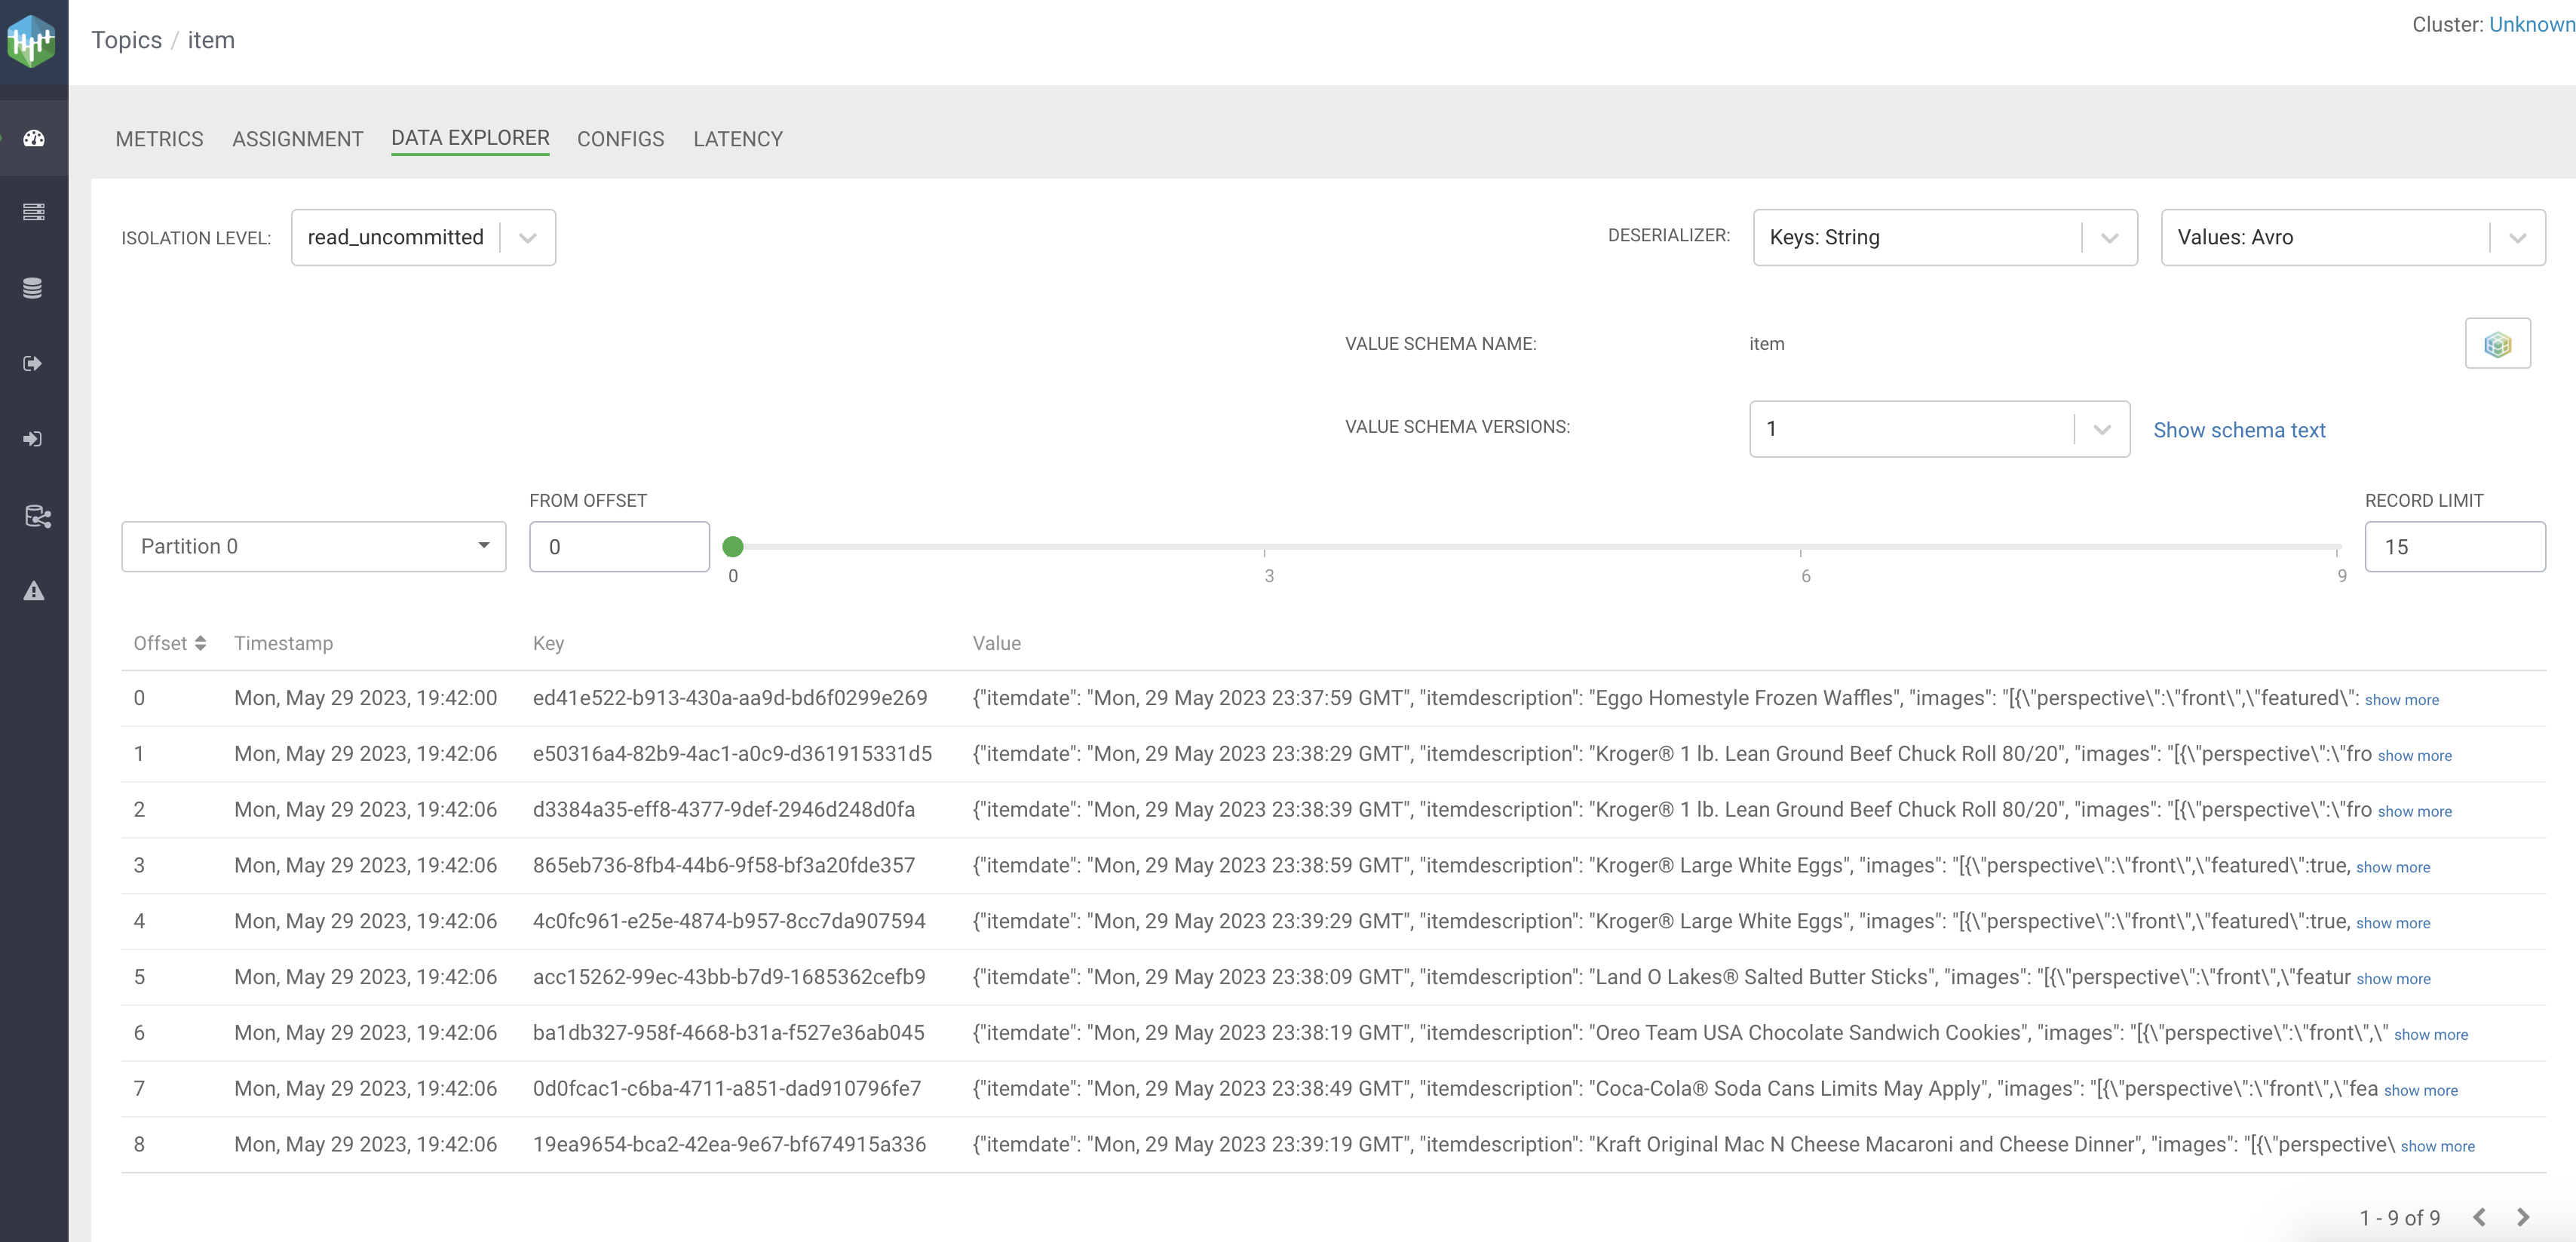 Topics / item
Cluster: Unknown
METRICS ASSIGNMENT DATA EXPLORER CONFIGS LATENCY
ISOLATION LEVEL: read_uncommitted DESERIALIZER: Keys: String Values: Avro
VALUE SCHEMA NAME: item
VALUE SCHEMA VERSIONS: 1 Show schema text
FROM OFFSET RECORD LIMIT
Partition 0 0 15
0 3 6 9
Offset Timestamp Key Value
0 Mon, May 29 2023, 19:42:00 ed41e522-b913-430a-aa9d-bd6f0299e269 {"itemdate": "Mon, 29 May 2023 23:37:59 GMT", "itemdescription": "Eggo Homestyle Frozen Waffles", "images": "[{\"perspective\":\"front\",\"featured\": show more
1 Mon, May 29 2023, 19:42:06 e50316a4-82b9-4ac1-a0c9-d361915331d5 {"itemdate": "Mon, 29 May 2023 23:38:29 GMT", "itemdescription": "Kroger® 1 lb. Lean Ground Beef Chuck Roll 80/20", "images": "[{\"perspective\":\"fro show more
2 Mon, May 29 2023, 19:42:06 d3384a35-eff8-4377-9def-2946d248d0fa {"itemdate": "Mon, 29 May 2023 23:38:39 GMT", "itemdescription": "Kroger® 1 lb. Lean Ground Beef Chuck Roll 80/20", "images": "[{\"perspective\":\"fro show more
3 Mon, May 29 2023, 19:42:06 865eb736-8fb4-44b6-9f58-bf3a20fde357 {"itemdate": "Mon, 29 May 2023 23:38:59 GMT", "itemdescription": "Kroger® Large White Eggs", "images": "[{\"perspective\":\"front\",\"featured\":true, show more
4 Mon, May 29 2023, 19:42:06 4c0fc961-e25e-4874-b957-8cc7da907594 {"itemdate": "Mon, 29 May 2023 23:39:29 GMT", "itemdescription": "Kroger® Large White Eggs", "images": "[{\"perspective\":\"front\",\"featured\":true, show more
5 Mon, May 29 2023, 19:42:06 acc15262-99ec-43bb-b7d9-1685362cefb9 {"itemdate": "Mon, 29 May 2023 23:38:09 GMT", "itemdescription": "Land O Lakes® Salted Butter Sticks", "images": "[{\"perspective\":\"front\",\"featur show more
6 Mon, May 29 2023, 19:42:06 ba1db327-958f-4668-b31a-f527e36ab045 {"itemdate": "Mon, 29 May 2023 23:38:19 GMT", "itemdescription": "Oreo Team USA Chocolate Sandwich Cookies", "images": "[{\"perspective\":\"front\",\" show more
7 Mon, May 29 2023, 19:42:06 0d0fcac1-c6ba-4711-a851-dad910796fe7 {"itemdate": "Mon, 29 May 2023 23:38:49 GMT", "itemdescription": "Coca-Cola® Soda Cans Limits May Apply", "images": "[{\"perspective\":\"front\",\"fea show more
8 Mon, May 29 2023, 19:42:06 19ea9654-bca2-42ea-9e67-bf674915a336 {"itemdate": "Mon, 29 May 2023 23:39:19 GMT", "itemdescription": "Kraft Original Mac N Cheese Macaroni and Cheese Dinner", "images": "[{\"perspective\ show more
1 - 9 of 9